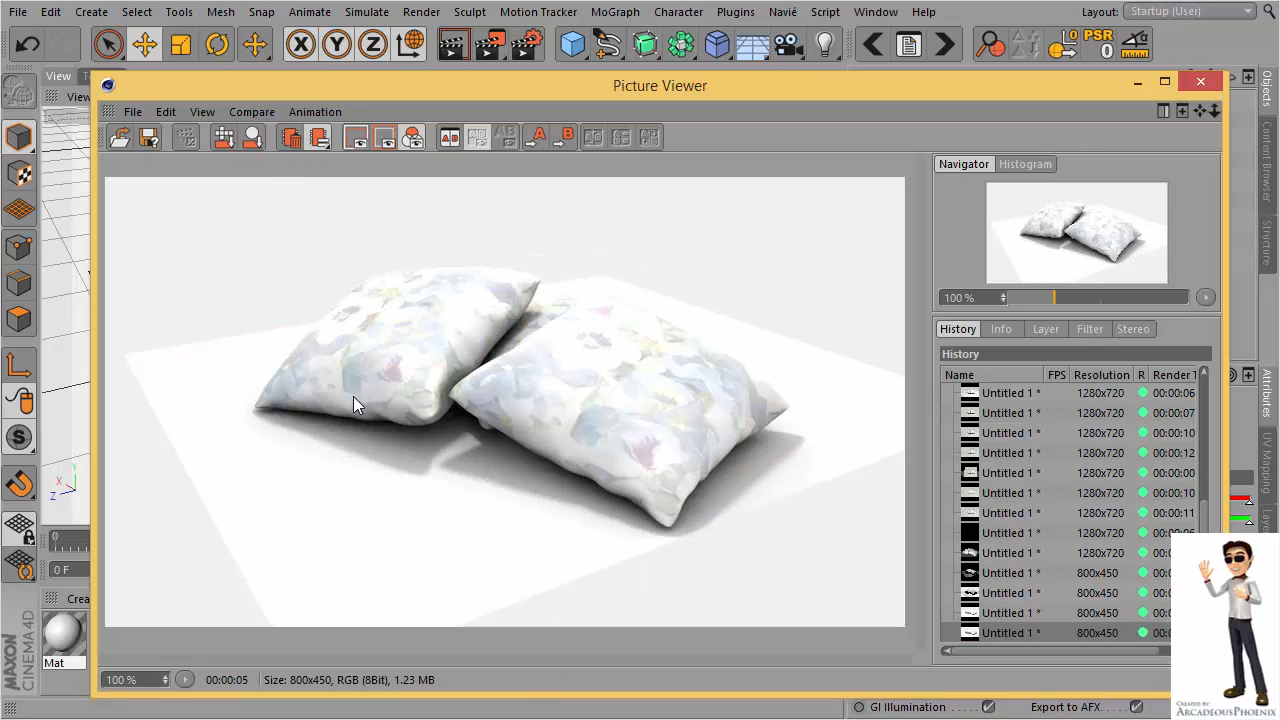 File Edit Create Select Tools Mesh Snap Animate Simulate Render Sculpt Motion Tracker MoGraph Character Plugins Navié Script Window Help Layout: Startup (User)
PSR
0
View
Picture Viewer
View
File Edit View Compare Animation
Navigator Histogram
100 %
History Info Layer Filter Stereo
History
Name FPS Resolution R Render T
Untitled 1 * 1280x720 00:00:06
Untitled 1 * 1280x720 00:00:07
Untitled 1 * 1280x720 00:00:10
Untitled 1 * 1280x720 00:00:12
Untitled 1 * 1280x720 00:00:00
Untitled 1 * 1280x720 00:00:10
Untitled 1 * 1280x720 00:00:11
Untitled 1 * 1280x720
Untitled 1 * 1280x720
Untitled 1 * 800x450
Untitled 1 * 800x450
Untitled 1 * 800x450
Untitled 1 * 800x450
Objects
Content Browser
Structure
Attributes
UV Mapping
Y
X
Z
0
0 F
Crea
Mat
MAXON
CINEMA 4D
100 % 00:00:05 Size: 800x450, RGB (8Bit), 1.23 MB
GI Illumination . . . . . Export to AFX. . . . . .
CREATED BY:
ARCADEOUSPHOENIX